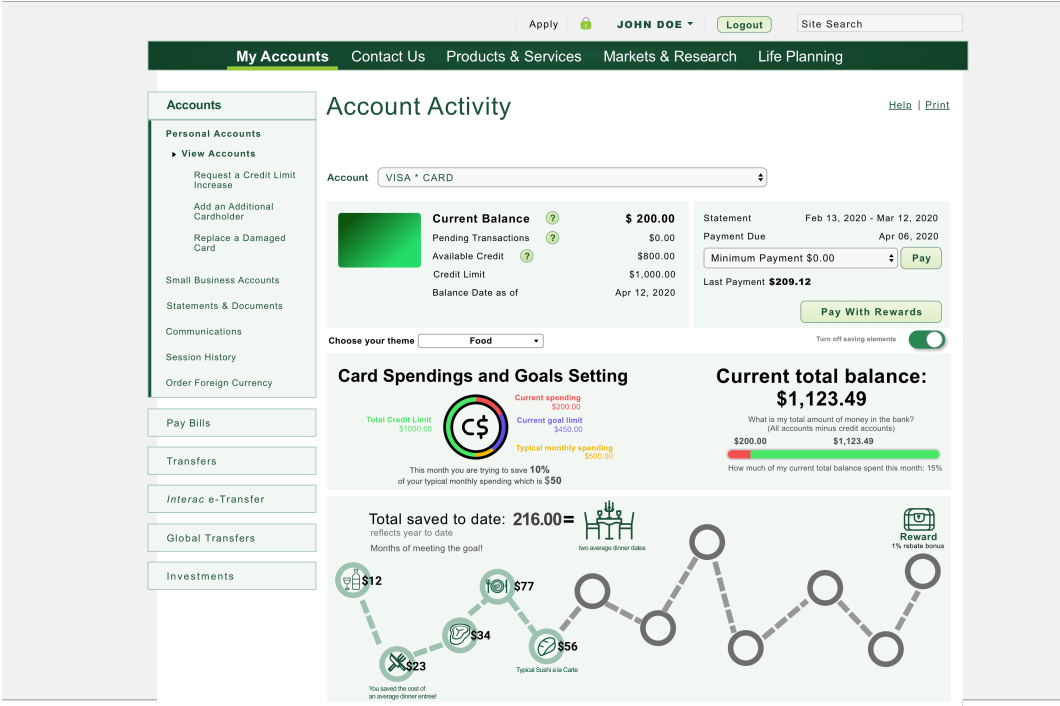 Apply
JOHN DOE
Logout
Site Search
My Accounts
Contact Us
Products & Services
Markets & Research
Life Planning
Accounts
Personal Accounts
View Accounts
Request a Credit Limit
Increase
Add an Additional
Cardholder
Replace a Damaged
Card
Small Business Accounts
Statements & Documents
Communications
Session History
Order Foreign Currency
Pay Bills
Transfers
Interac e-Transfer
Global Transfers
Investments
Account Activity
Help | Print
Account
VISA * CARD
Current Balance ? $ 200.00
Pending Transactions ? $0.00
Available Credit ? $800.00
Credit Limit $1,000.00
Balance Date as of Apr 12, 2020
Statement Feb 13, 2020 - Mar 12, 2020
Payment Due Apr 06, 2020
Minimum Payment $0.00
Pay
Last Payment $209.12
Pay With Rewards
Choose your theme
Food
Turn off saving elements
Card Spendings and Goals Setting
Current spending
$200.00
Total Credit Limit
$1000.00
C$
Current goal limit
$450.00
Typical monthly spending
$500.00
This month you are trying to save 10%
of your typical monthly spending which is $50
Current total balance:
$1,123.49
What is my total amount of money in the bank?
(All accounts minus credit accounts)
$200.00 $1,123.49
How much of my current total balance spent this month: 15%
Total saved to date: 216.00=
reflects year to date
Months of meeting the goal!
two average dinner dates
Reward
1% rebate bonus
$12
$77
$34
$56
$23
Typical Sushi a la Carte
You saved the cost of
an average dinner entree!